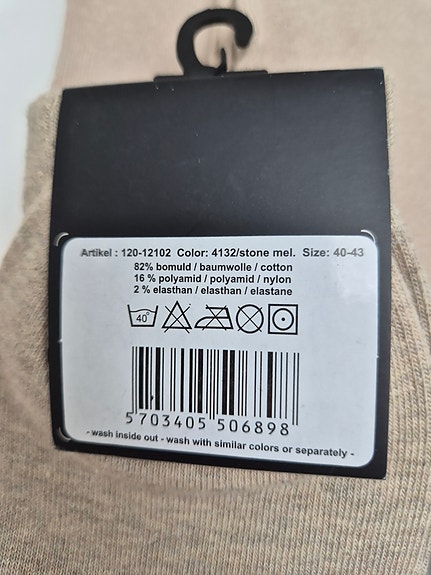 Artikel : 120-12102 Color: 4132/stone mel. Size: 40-43
82% bomuld / baumwolle / cotton
16 % polyamid / polyamid / nylon
2 % elasthan / elasthan / elastane
40°
5703405 506898
- wash inside out - wash with similar colors or separately -